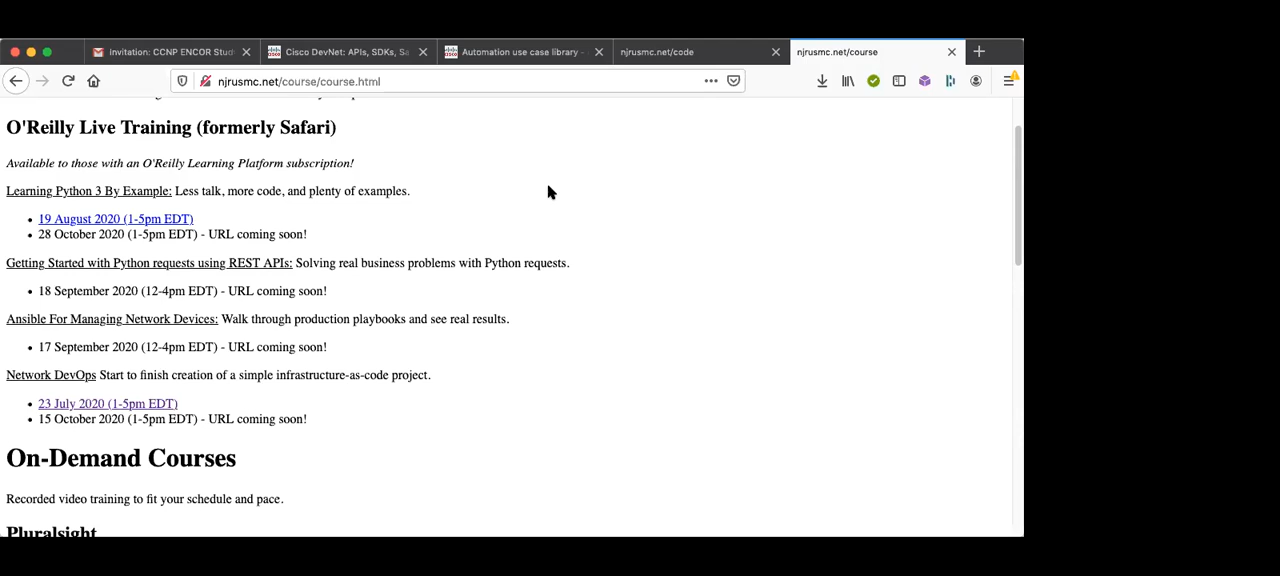 invitation: CCNP ENCOR Stud
Cisco DevNet: APIs, SDKs, Sa
Automation use case library -
njrusmc.net/code
njrusmc.net/course
njrusmc.net/course/course.html
O'Reilly Live Training (formerly Safari)
Available to those with an O'Reilly Learning Platform subscription!
Learning Python 3 By Example: Less talk, more code, and plenty of examples.
• 19 August 2020 (1-5pm EDT)
• 28 October 2020 (1-5pm EDT) - URL coming soon!
Getting Started with Python requests using REST APIs: Solving real business problems with Python requests.
• 18 September 2020 (12-4pm EDT) - URL coming soon!
Ansible For Managing Network Devices: Walk through production playbooks and see real results.
• 17 September 2020 (12-4pm EDT) - URL coming soon!
Network DevOps Start to finish creation of a simple infrastructure-as-code project.
• 23 July 2020 (1-5pm EDT)
• 15 October 2020 (1-5pm EDT) - URL coming soon!
On-Demand Courses
Recorded video training to fit your schedule and pace.
Pluralsight